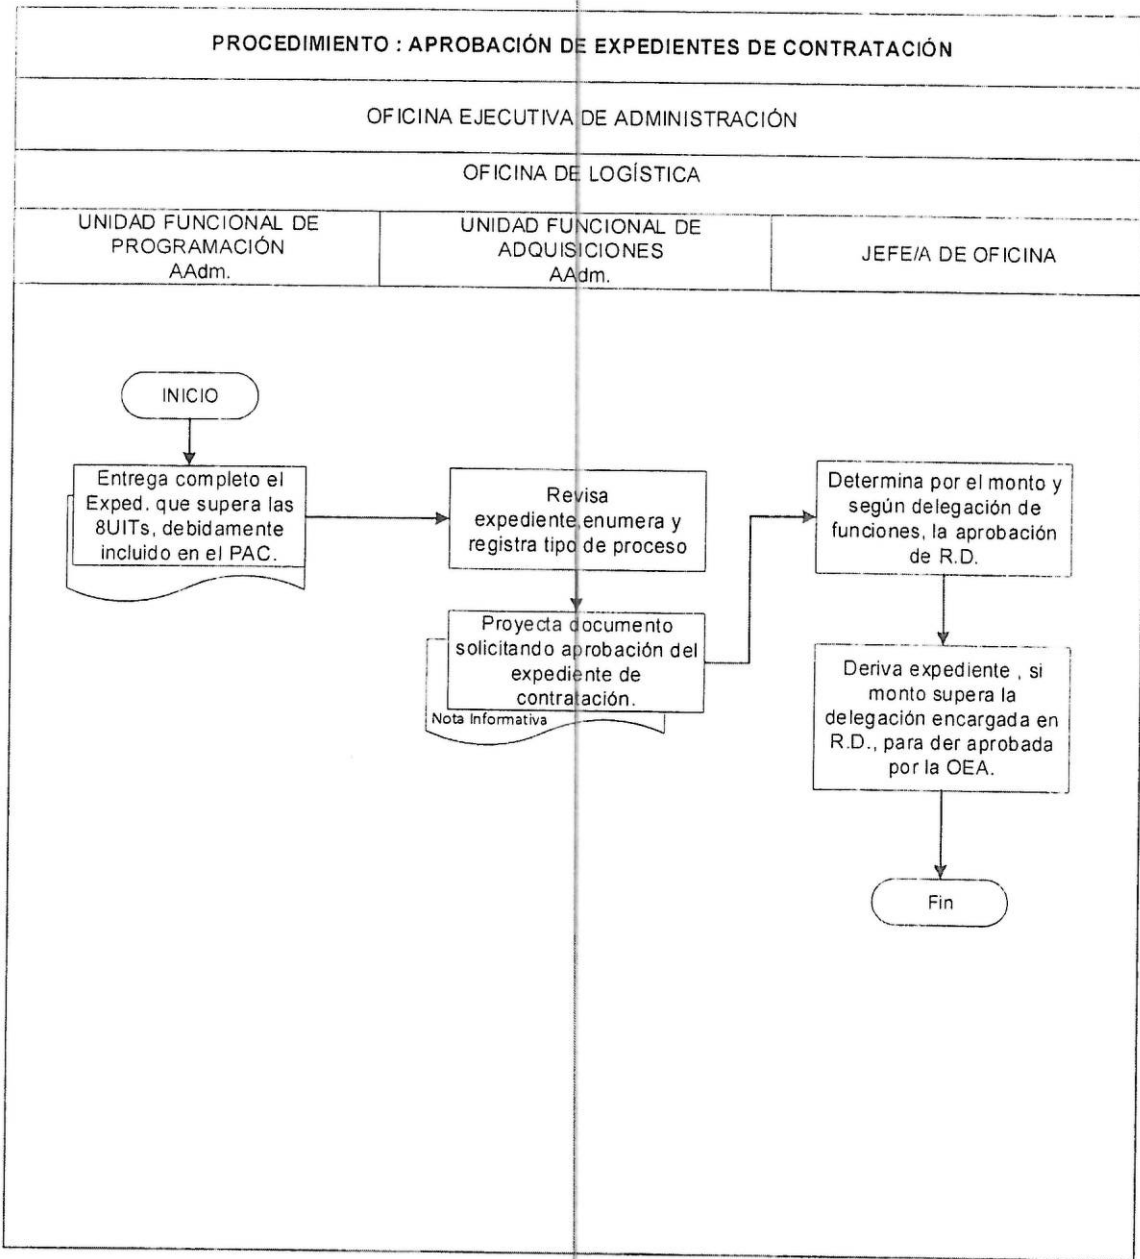 PROCEDIMIENTO : APROBACIÓN DE EXPEDIENTES DE CONTRATACIÓN
OFICINA EJECUTIVA DE ADMINISTRACIÓN
OFICINA DE LOGÍSTICA
UNIDAD FUNCIONAL DE
PROGRAMACIÓN
AAdm.
UNIDAD FUNCIONAL DE
ADQUISICIONES
AAdm.
JEFE/A DE OFICINA
INICIO
Entrega completo el
Exped. que supera las
8UITs, debidamente
incluido en el PAC.
Revisa
expediente,enumera y
registra tipo de proceso
Proyecta documento
solicitando aprobación del
expediente de
contratación.
Nota Informativa
Determina por el monto y
según delegación de
funciones, la aprobación
de R.D.
Deriva expediente , si
monto supera la
delegación encargada en
R.D., para der aprobada
por la OEA.
Fin